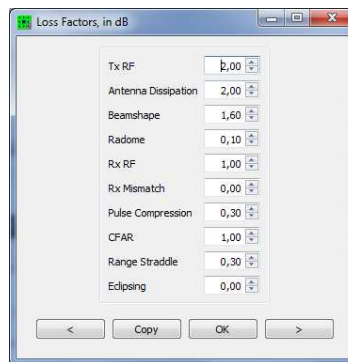 Loss Factors, in dB
Tx RF 2,00
Antenna Dissipation 2,00
Beamshape 1,60
Radome 0,10
Rx RF 1,00
Rx Mismatch 0,00
Pulse Compression 0,30
CFAR 1,00
Range Straddle 0,30
Eclipsing 0,00
< Copy OK >